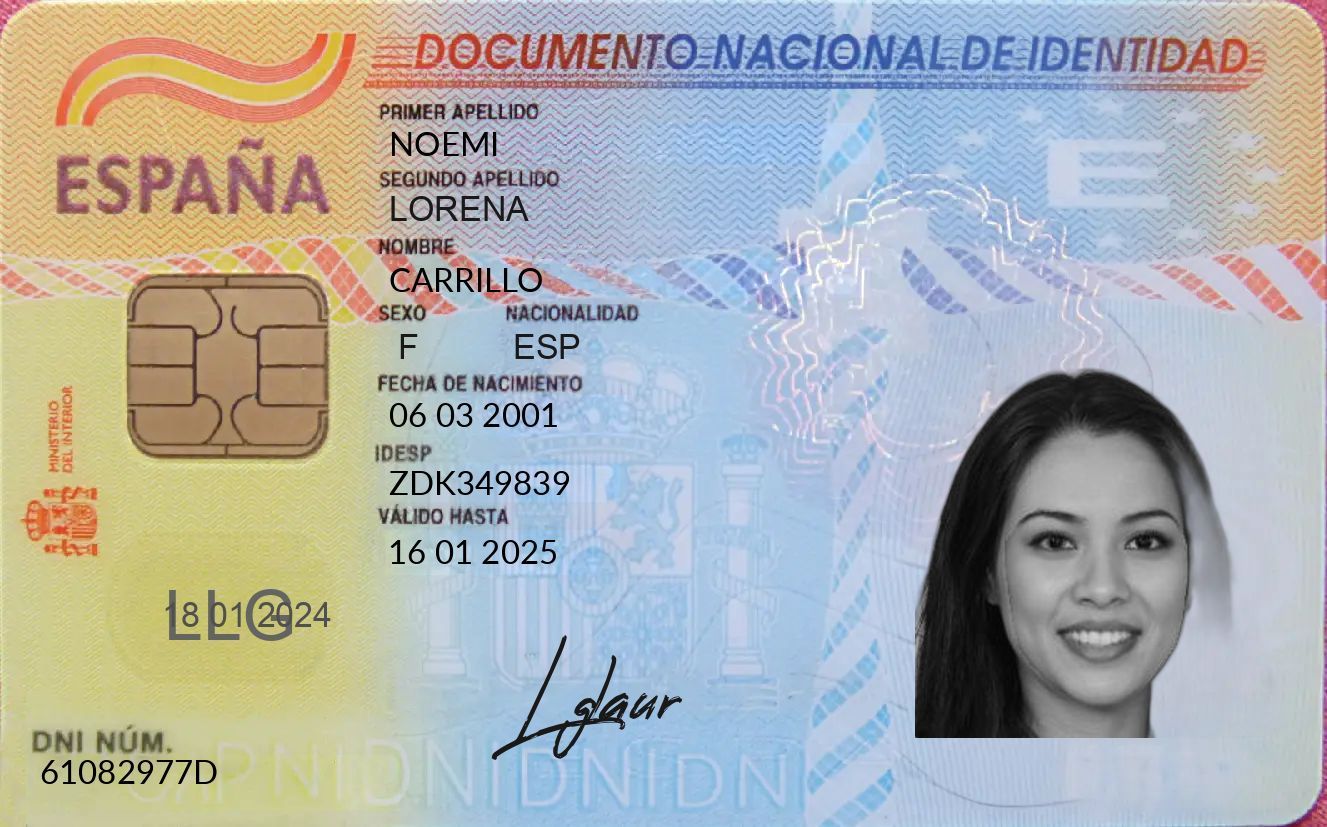 DOCUMENTO NACIONAL DE IDENTIDAD
ESPAÑA
PRIMER APELLIDO
NOEMI
SEGUNDO APELLIDO
LORENA
NOMBRE
CARRILLO
SEXO NACIONALIDAD
F ESP
FECHA DE NACIMIENTO
06 03 2001
IDESP
ZDK349839
VÁLIDO HASTA
16 01 2025
MINISTERIO
DEL INTERIOR
E
LLG
18 01 2024
DNI NÚM.
61082977D